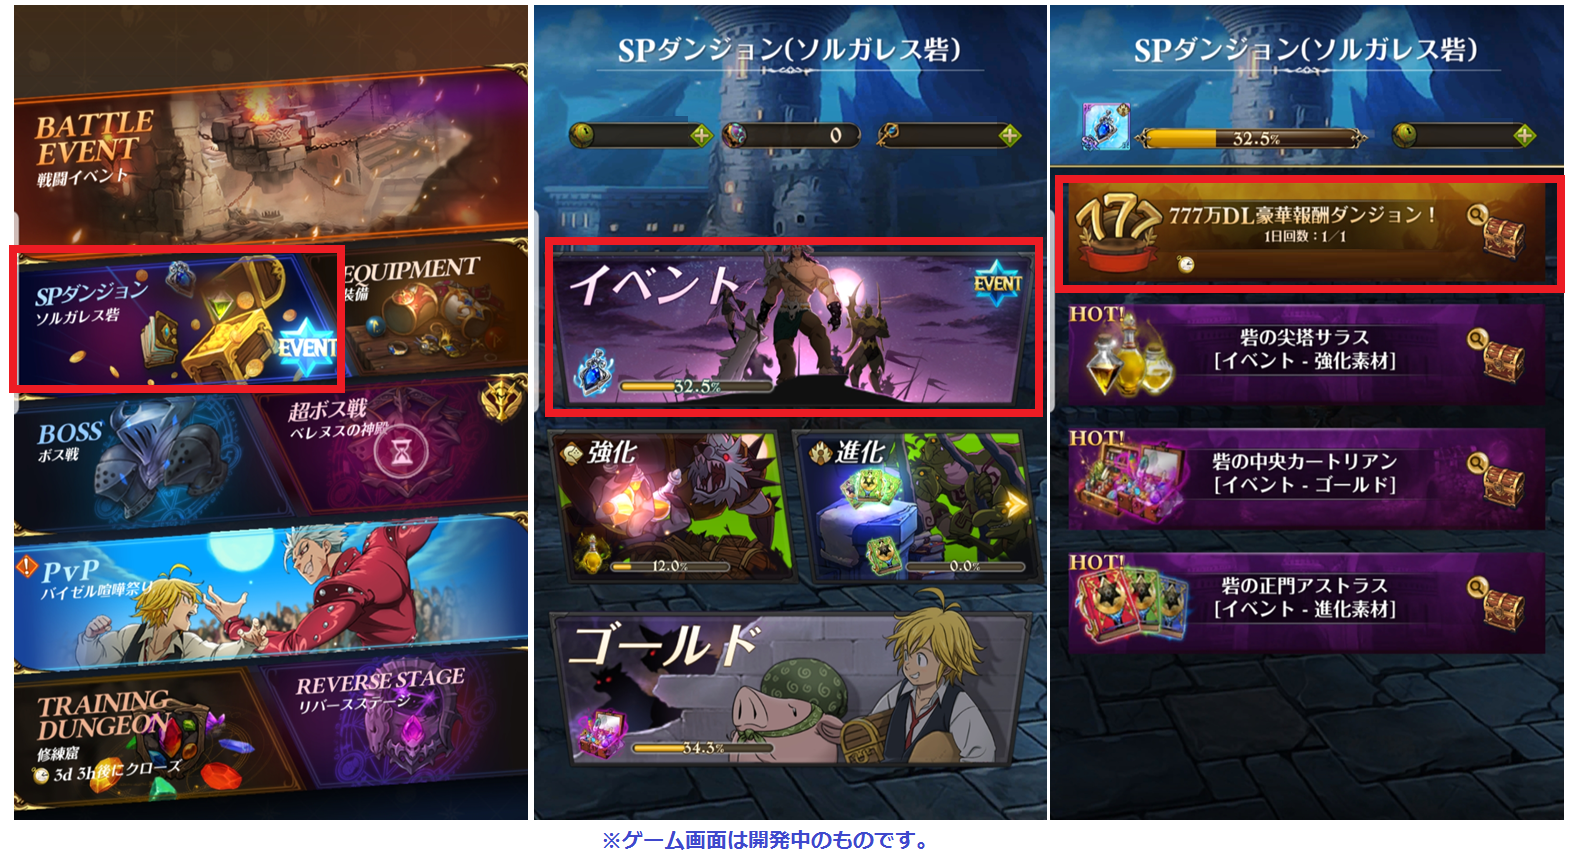 BATTLE
EVENT
戦闘イベント
SPダンジョン
ソルガレス砦
EVENT
EQUIPMENT
装備
BOSS
ボス戦
超ボス戦
ベレヌスの神殿
PvP
バイゼル喧嘩祭り
TRAINING
DUNGEON
修練窟
3d 3h後にクローズ
REVERSE STAGE
リバースステージ
SPダンジョン(ソルガレス砦)
0
イベント
EVENT
32.5%
強化
12.0%
進化
0.0%
ゴールド
34.3%
SPダンジョン(ソルガレス砦)
32.5%
777
777万DL豪華報酬ダンジョン！
1日回数：1/1
HOT!
砦の尖塔サラス
[イベント - 強化素材]
HOT!
砦の中央カートリアン
[イベント - ゴールド]
HOT!
砦の正門アストラス
[イベント - 進化素材]
※ゲーム画面は開発中のものです。